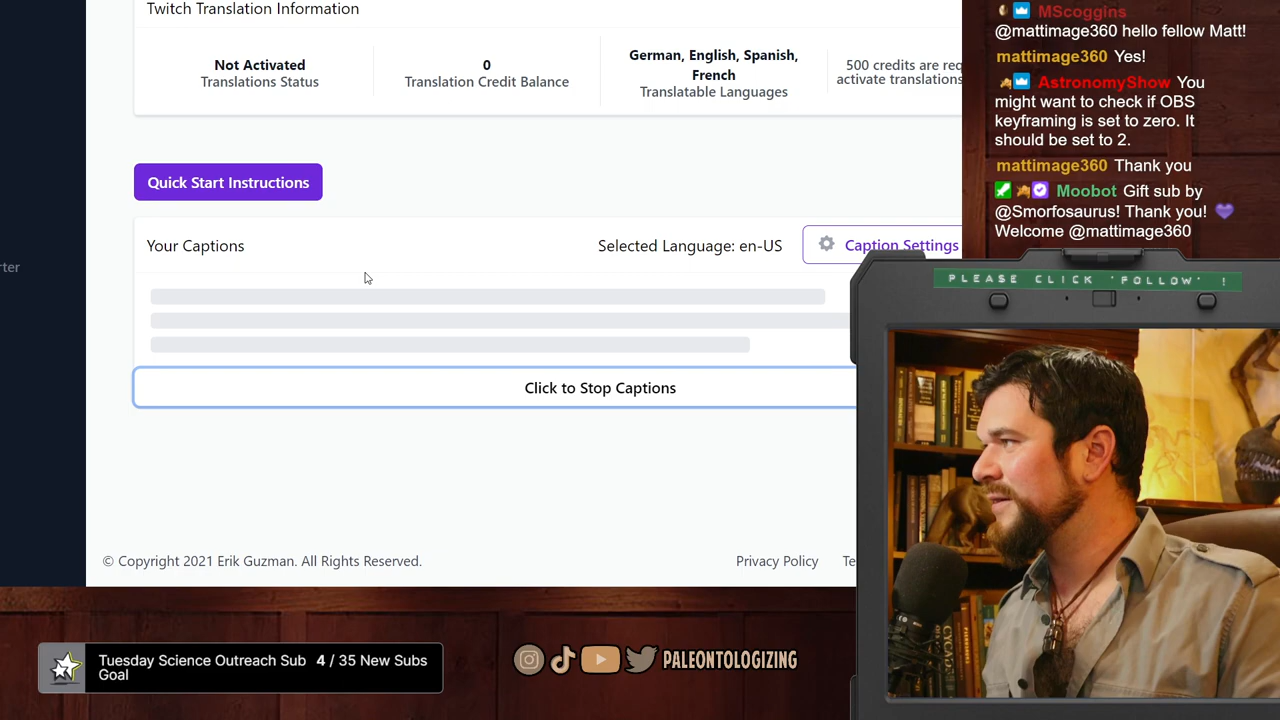 Twitch Translation Information
Not Activated
Translations Status
0
Translation Credit Balance
German, English, Spanish,
French
Translatable Languages
500 credits are req
activate translations
Quick Start Instructions
Your Captions
Selected Language: en-US
Caption Settings
rter
Click to Stop Captions
© Copyright 2021 Erik Guzman. All Rights Reserved.
Privacy Policy
Te
MScoggins
@mattimage360 hello fellow Matt!
mattimage360 Yes!
AstronomyShow You
might want to check if OBS
keyframing is set to zero. It
should be set to 2.
mattimage360 Thank you
Moobot Gift sub by
@Smorfosaurus! Thank you!
Welcome @mattimage360
PLEASE CLICK 'FOLLOW' !
Tuesday Science Outreach Sub
Goal
4 / 35 New Subs
PALEONTOLOGIZING